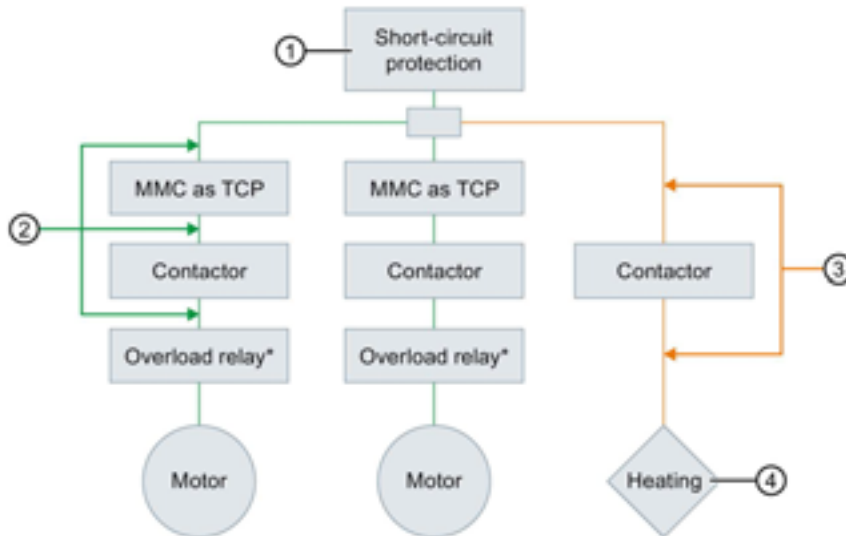 ①
Short-circuit
protection
MMC as TCP
MMC as TCP
②
Contactor
Contactor
Contactor
③
Overload relay*
Overload relay*
Motor
Motor
Heating
④